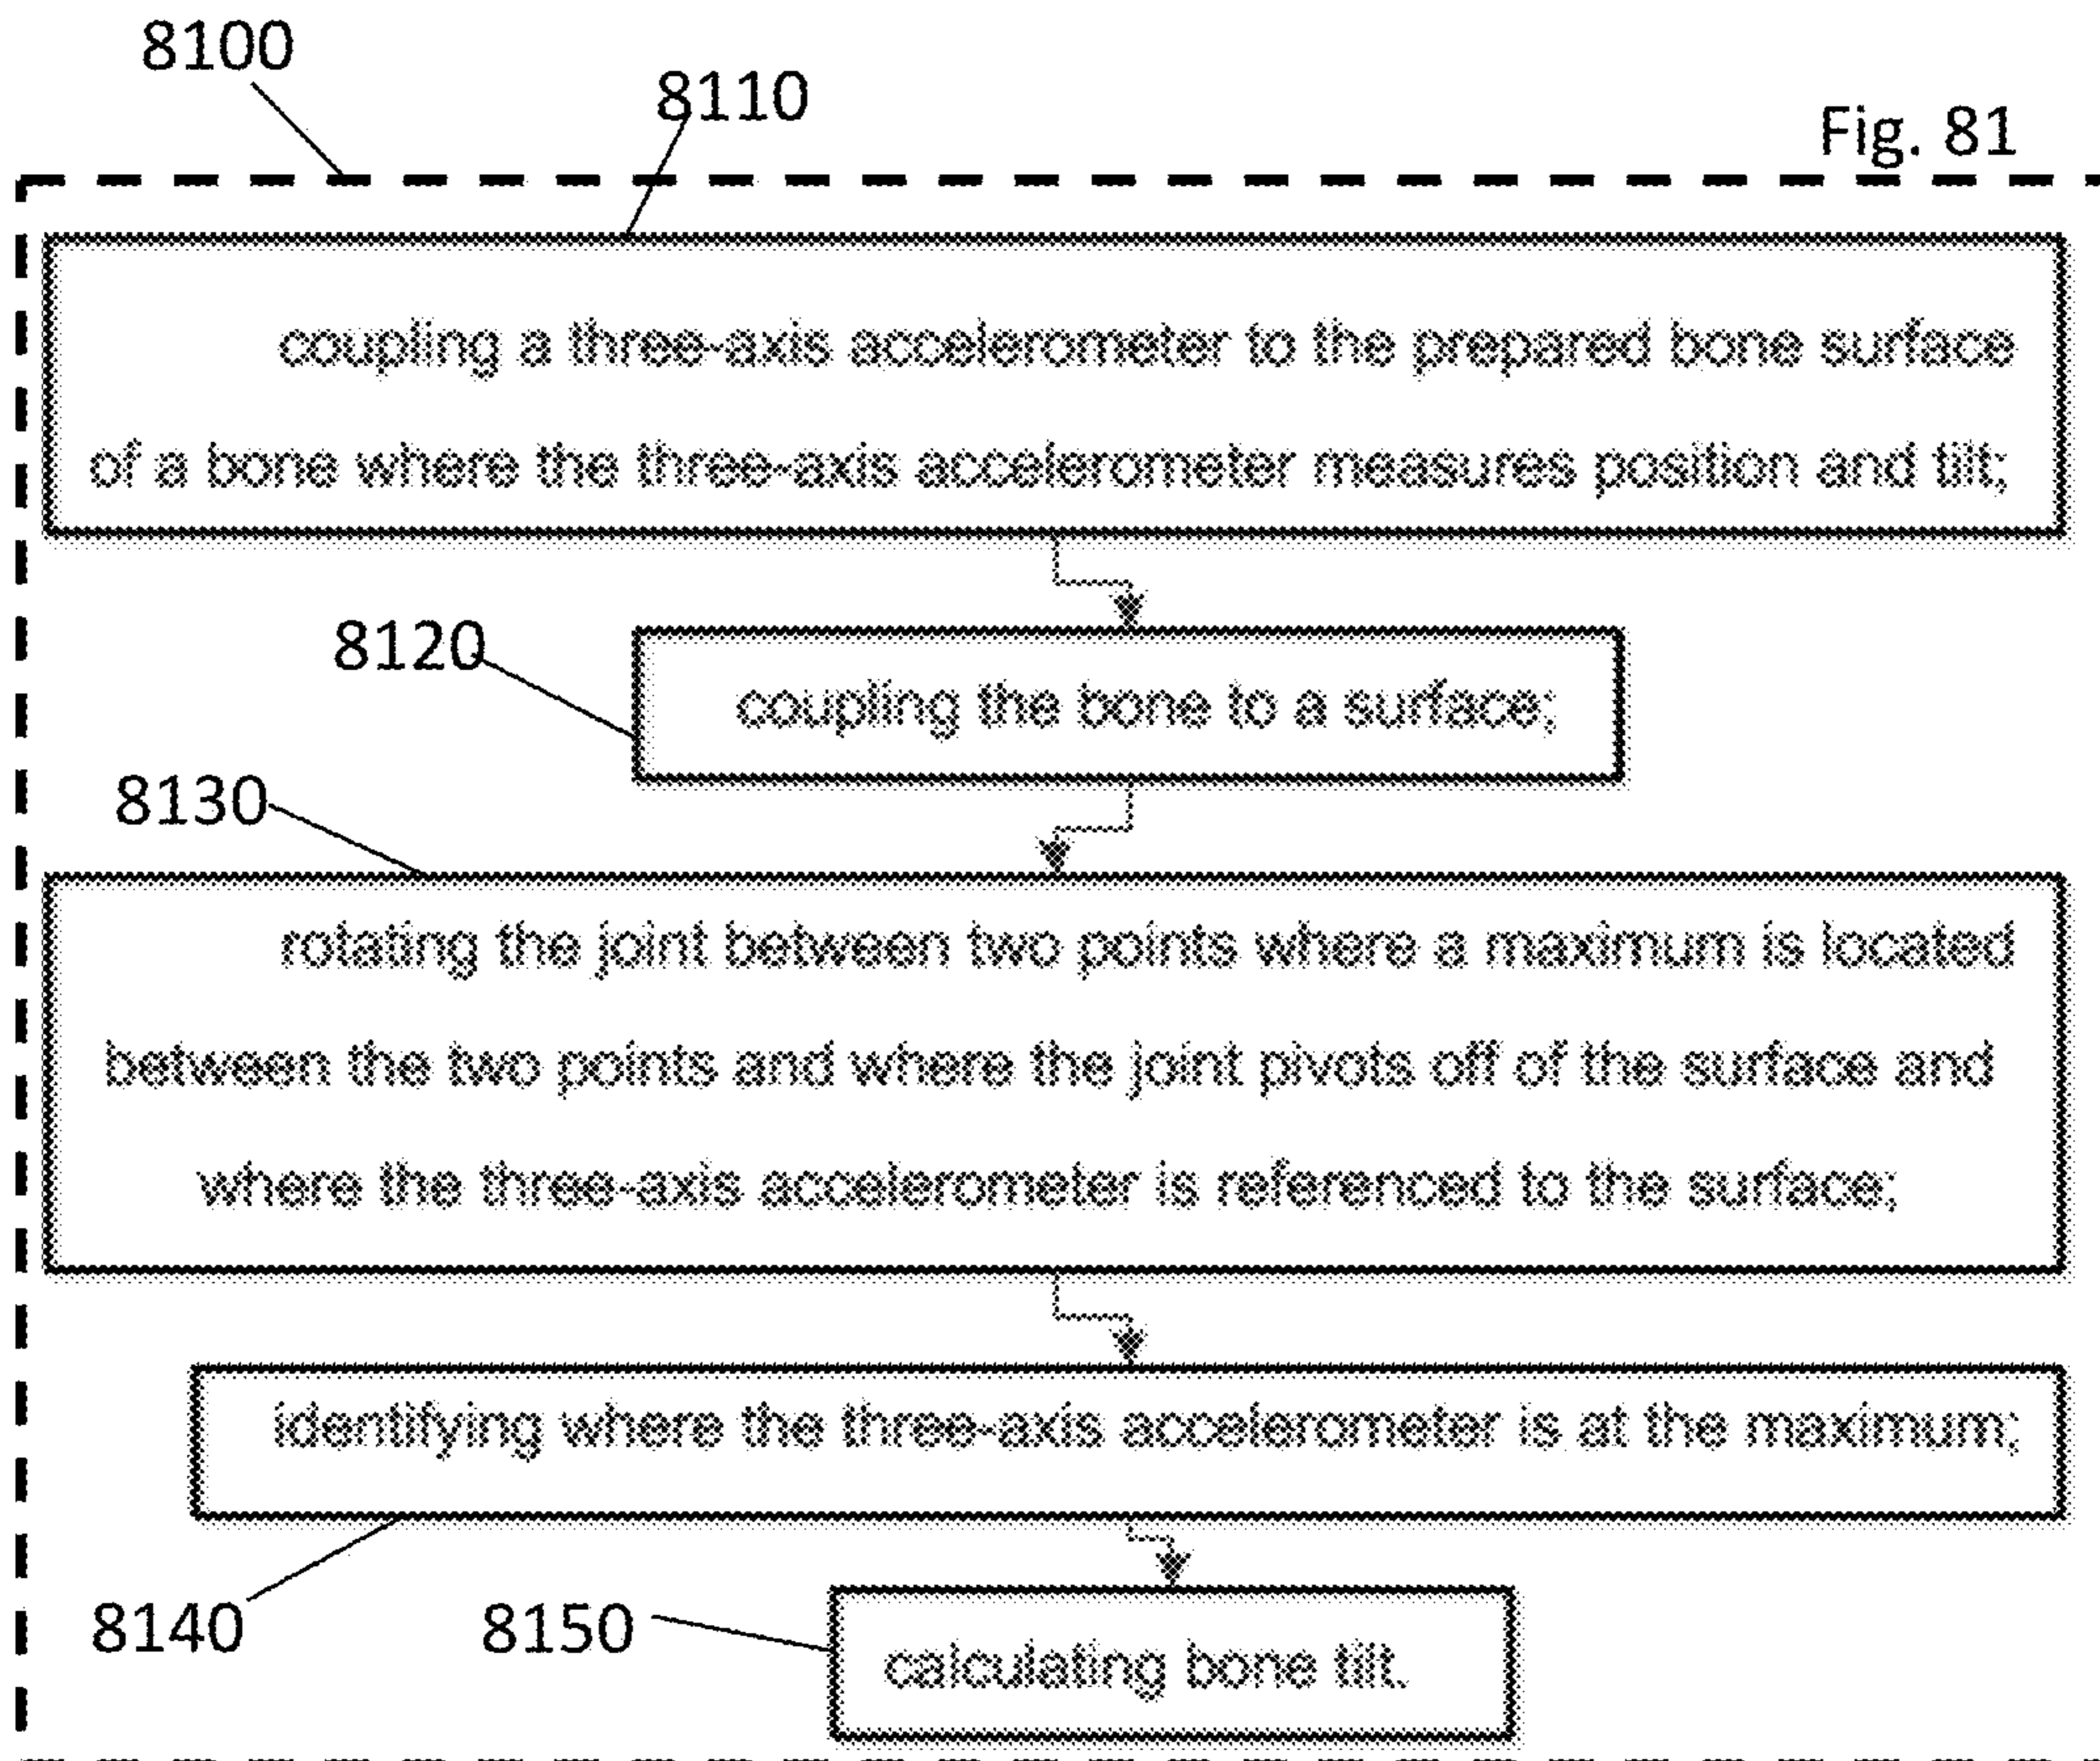 8100
8110
Fig. 81
coupling a three-axis accelerometer to the prepared bone surface
of a bone where the three-axis accelerometer measures position and tilt;
8120
coupling the bone to a surface;
8130
rotating the joint between two points where a maximum is located
between the two points and where the joint pivots off of the surface and
where the three-axis accelerometer is referenced to the surface;
identifying where the three-axis accelerometer is at the maximum;
8140
8150
calculating bone tilt.